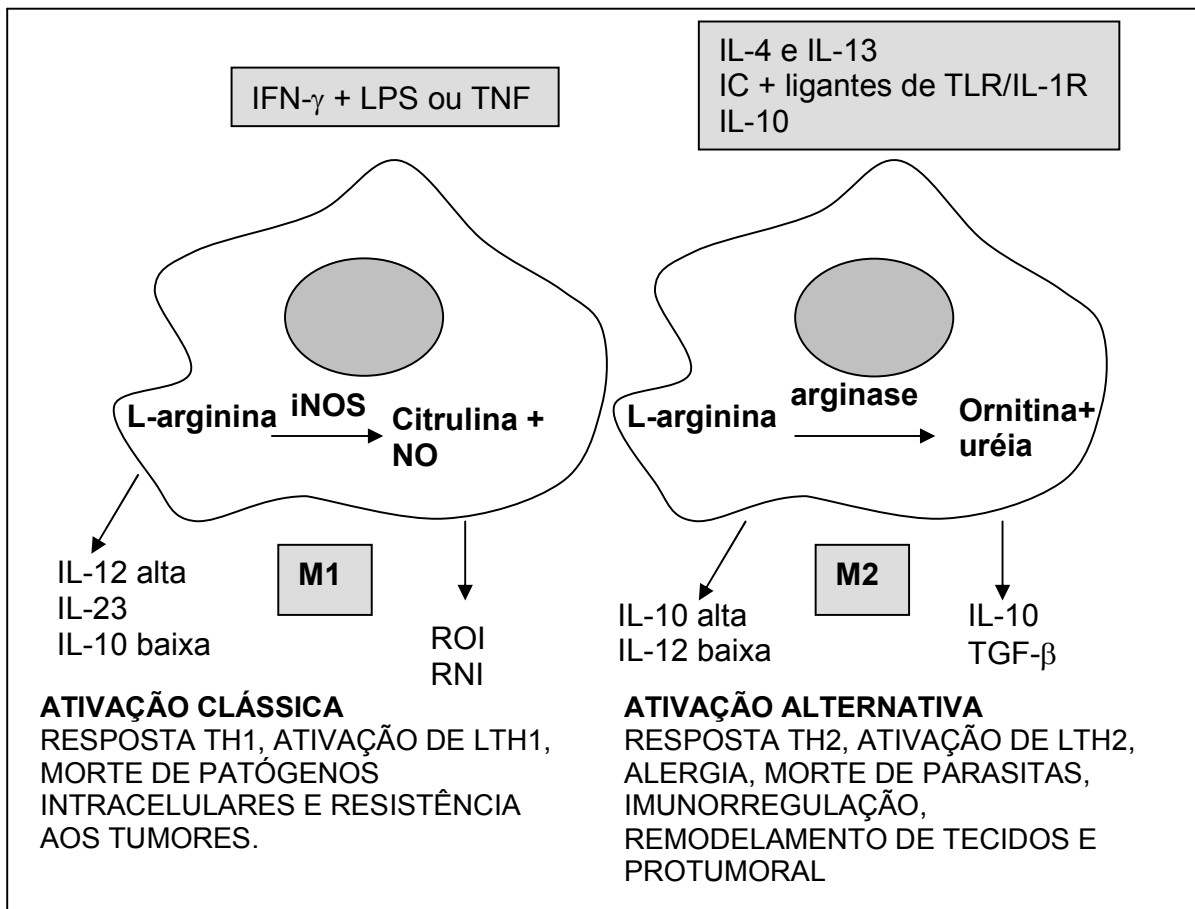 IFN-γ + LPS ou TNF
IL-4 e IL-13
IC + ligantes de TLR/IL-1R
IL-10
L-arginina
iNOS
Citrulina +
NO
L-arginina
arginase
Ornitina+
uréia
IL-12 alta
IL-23
IL-10 baixa
M1
ROI
RNI
IL-10 alta
IL-12 baixa
M2
IL-10
TGF-β
ATIVAÇÃO CLÁSSICA
RESPOSTA TH1, ATIVAÇÃO DE LTH1,
MORTE DE PATÓGENOS
INTRACELULARES E RESISTÊNCIA
AOS TUMORES.
ATIVAÇÃO ALTERNATIVA
RESPOSTA TH2, ATIVAÇÃO DE LTH2,
ALERGIA, MORTE DE PARASITAS,
IMUNORREGULAÇÃO,
REMODELAMENTO DE TECIDOS E
PROTUMORAL